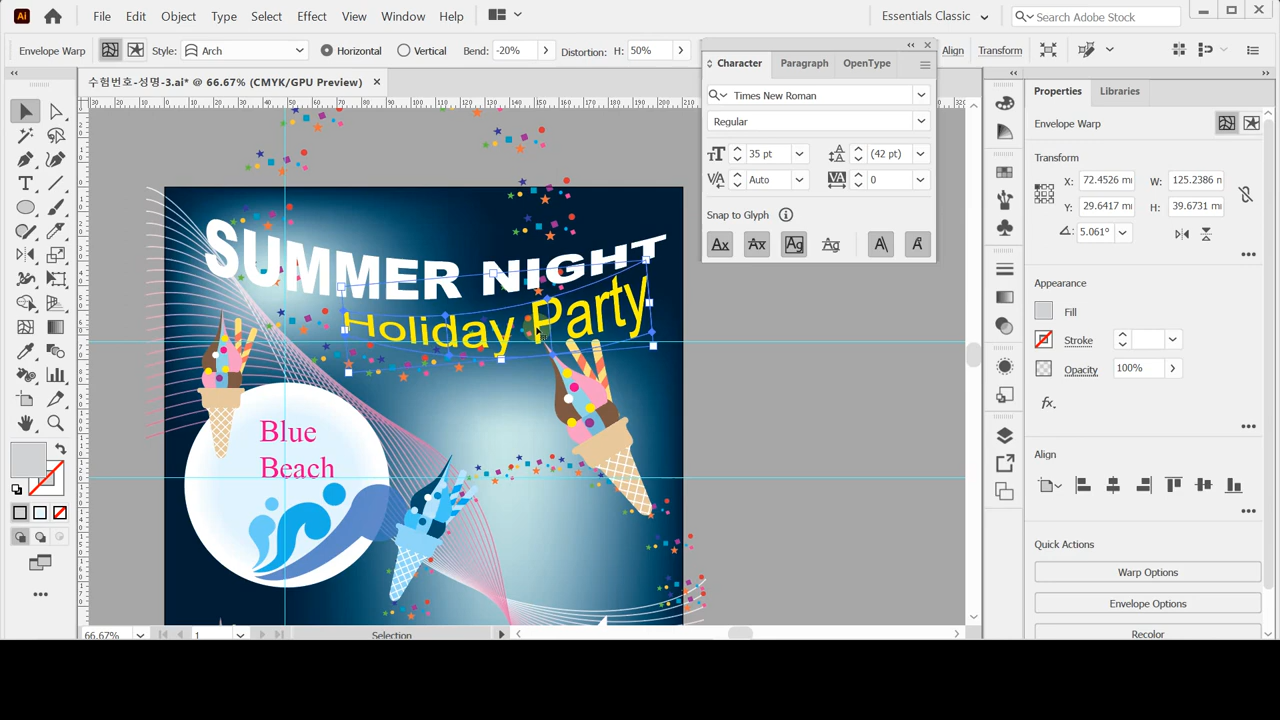 Ai File Edit Object Type Select Effect View Window Help Essentials Classic Search Adobe Stock
Envelope Warp Style: Arch Horizontal Vertical Bend: -20% Distortion: H: 50% Align Transform
수험번호-성명-3.ai* @ 66.67% (CMYK/GPU Preview)
Character Paragraph OpenType
Times New Roman
Regular
35 pt (42 pt)
Auto 0
Snap to Glyph
Properties Libraries
Envelope Warp
Transform
X: 72.4526 m W: 125.2386 n
Y: 29.6417 m H: 39.6731 m
5.061°
Appearance
Fill
Stroke
Opacity 100%
fx.
Align
Quick Actions
Warp Options
Envelope Options
Recolor
SUMMER NIGHT
Holiday Party
Blue
Beach
66.67% 1 Selection